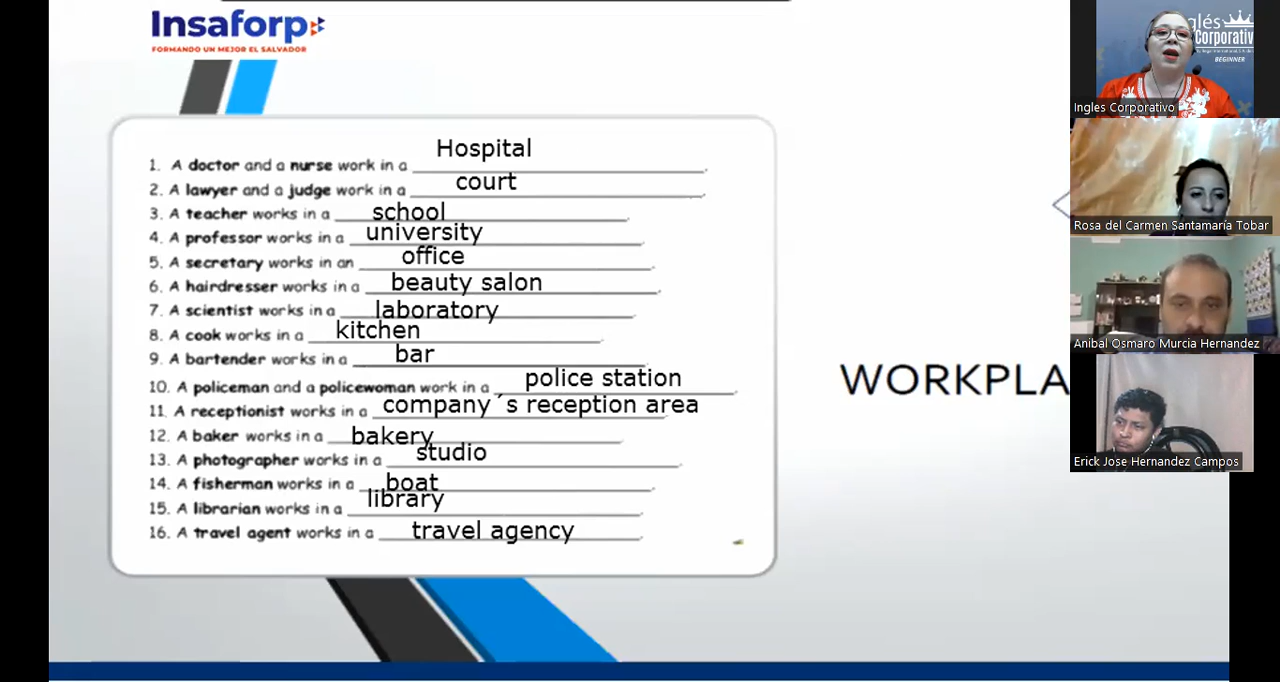 Insaforp
FORMANDO UN MEJOR EL SALVADOR
1. A doctor and a nurse work in a Hospital.
2. A lawyer and a judge work in a court.
3. A teacher works in a school.
4. A professor works in a university.
5. A secretary works in an office.
6. A hairdresser works in a beauty salon.
7. A scientist works in a laboratory.
8. A cook works in a kitchen.
9. A bartender works in a bar.
10. A policeman and a policewoman work in a police station.
11. A receptionist works in a company´s reception area.
12. A baker works in a bakery.
13. A photographer works in a studio.
14. A fisherman works in a boat.
15. A librarian works in a library.
16. A travel agent works in a travel agency.
WORKPLA
glés
Corporativ
BEGINNER
Ingles Corporativo
Rosa del Carmen Santamaría Tobar
Anibal Osmaro Murcia Hernandez
Erick Jose Hernandez Campos